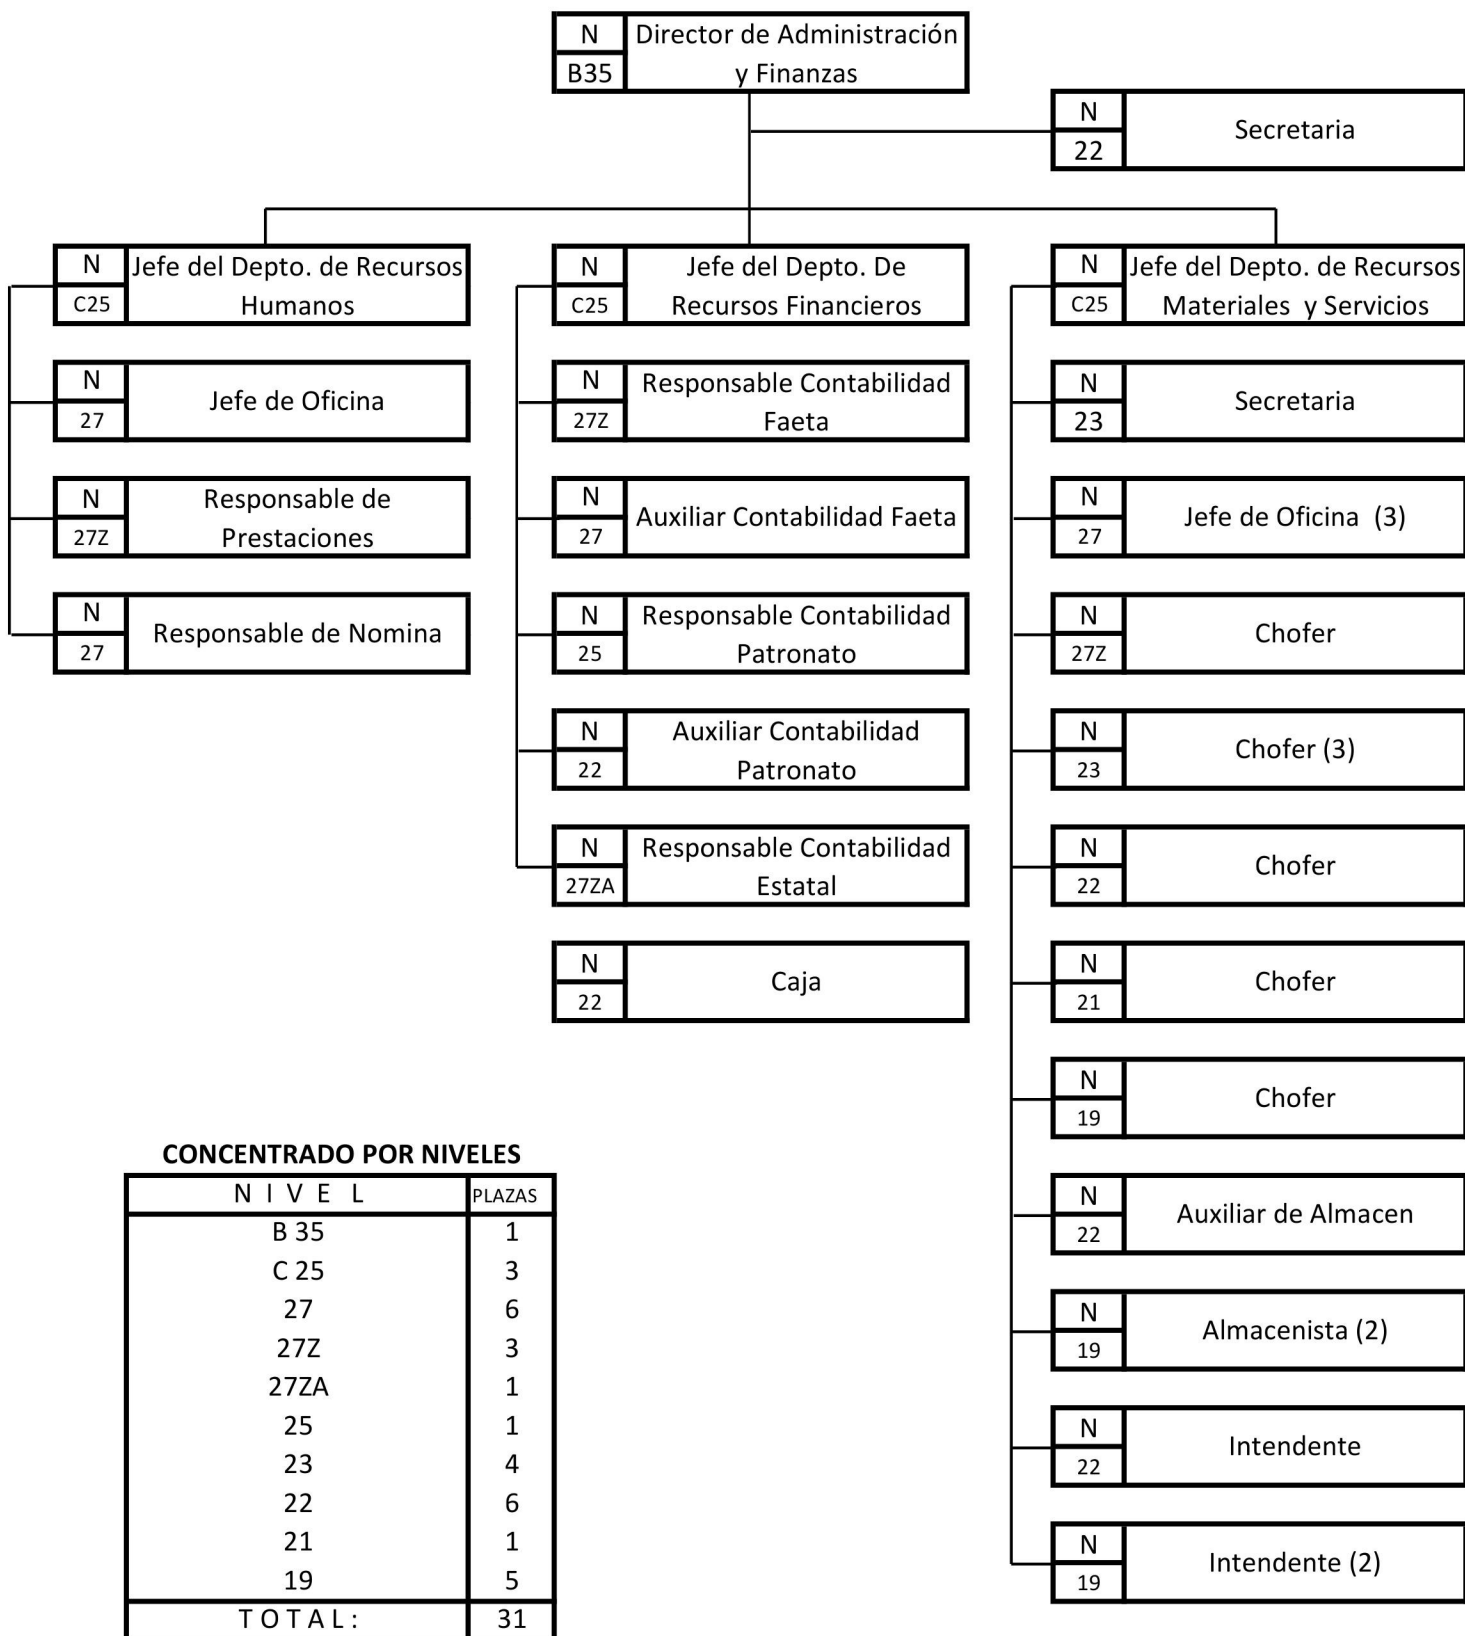 N
B35
Director de Administración
y Finanzas
N
22
Secretaria
N
C25
Jefe del Depto. de Recursos
Humanos
N
C25
Jefe del Depto. De
Recursos Financieros
N
C25
Jefe del Depto. de Recursos
Materiales y Servicios
N
27
Jefe de Oficina
N
27Z
Responsable Contabilidad
Faeta
N
23
Secretaria
N
27Z
Responsable de
Prestaciones
N
27
Auxiliar Contabilidad Faeta
N
27
Jefe de Oficina (3)
N
27
Responsable de Nomina
N
25
Responsable Contabilidad
Patronato
N
27Z
Chofer
N
22
Auxiliar Contabilidad
Patronato
N
23
Chofer (3)
N
27ZA
Responsable Contabilidad
Estatal
N
22
Chofer
N
22
Caja
N
21
Chofer
N
19
Chofer
N
22
Auxiliar de Almacen
N
19
Almacenista (2)
N
22
Intendente
N
19
Intendente (2)
CONCENTRADO POR NIVELES
N I V E L PLAZAS
B 35 1
C 25 3
27 6
27Z 3
27ZA 1
25 1
23 4
22 6
21 1
19 5
T O T A L : 31